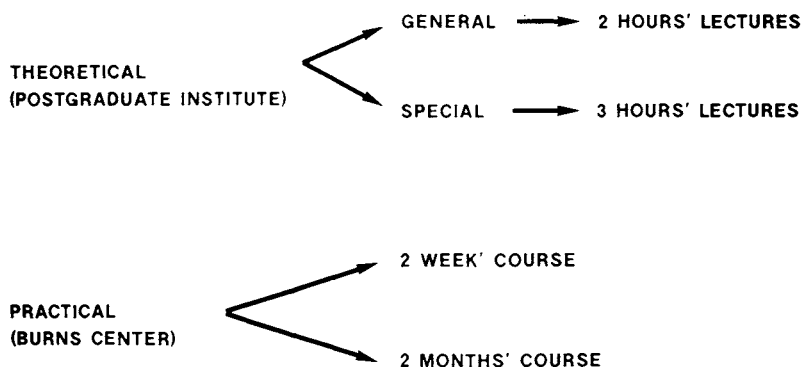 GENERAL 2 HOURS' LECTURES
THEORETICAL
(POSTGRADUATE INSTITUTE)
SPECIAL 3 HOURS' LECTURES
2 WEEK' COURSE
PRACTICAL
(BURNS CENTER)
2 MONTHS' COURSE